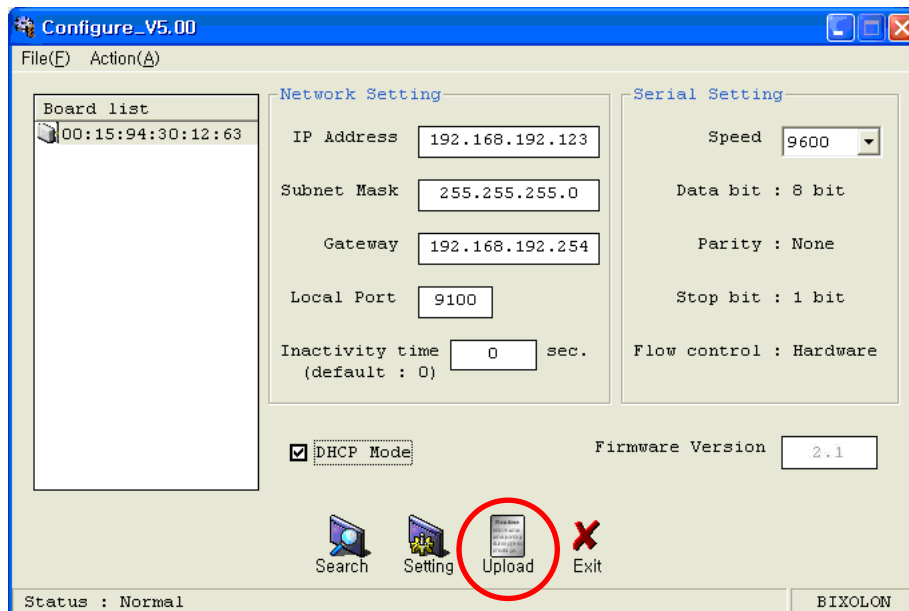 Configure_V5.00
File(F) Action(A)
Board list
00:15:94:30:12:63
Network Setting
IP Address 192.168.192.123
Subnet Mask 255.255.255.0
Gateway 192.168.192.254
Local Port 9100
Inactivity time 0 sec.
(default : 0)
Serial Setting
Speed 9600
Data bit : 8 bit
Parity : None
Stop bit : 1 bit
Flow control : Hardware
DHCP Mode
Firmware Version 2.1
Search Setting Upload Exit
Status : Normal BIXOLON